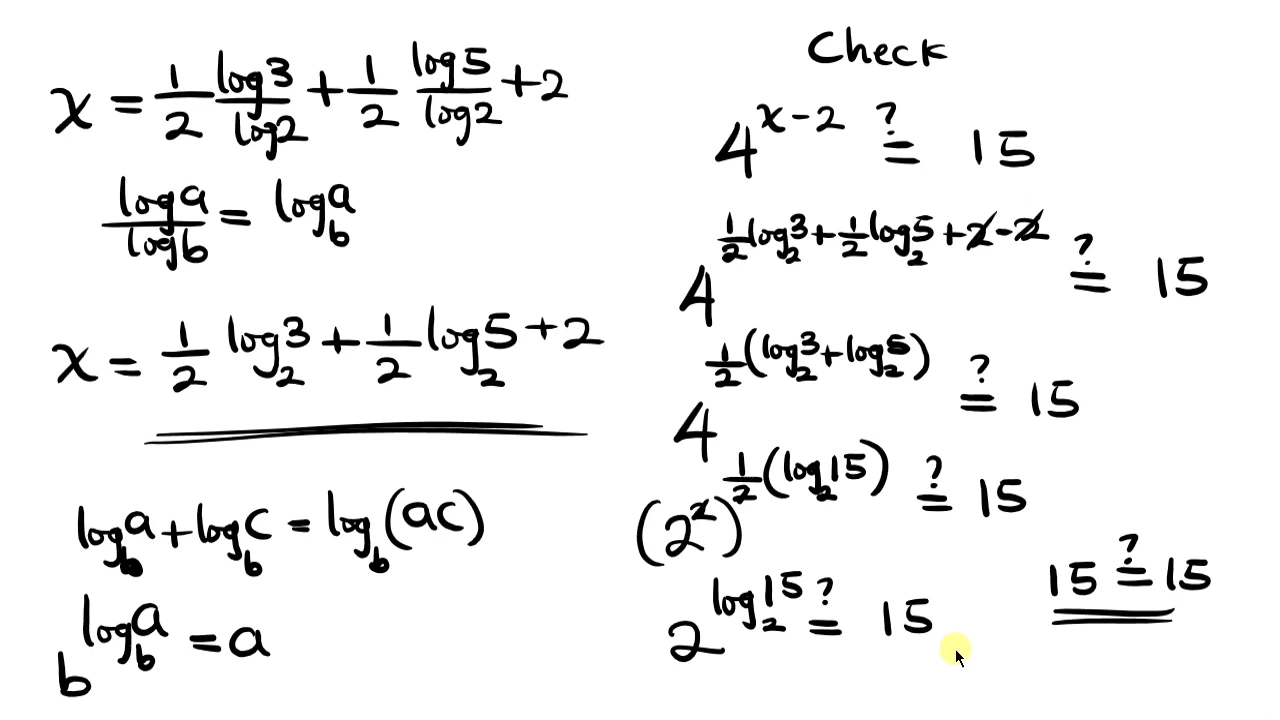 x = 1/2 log3/log2 + 1/2 log5/log2 + 2
loga/logb = log_b a
x = 1/2 log_2 3 + 1/2 log_2 5 + 2
log_b a + log_b c = log_b (ac)
b^(log_b a) = a
Check
4^(x-2) ?= 15
4^(1/2 log_2 3 + 1/2 log_2 5 + 2 - 2) ?= 15
4^(1/2 (log_2 3 + log_2 5)) ?= 15
(2^2)^(1/2 (log_2 15)) ?= 15
2^(log_2 15) ?= 15
15 ?= 15